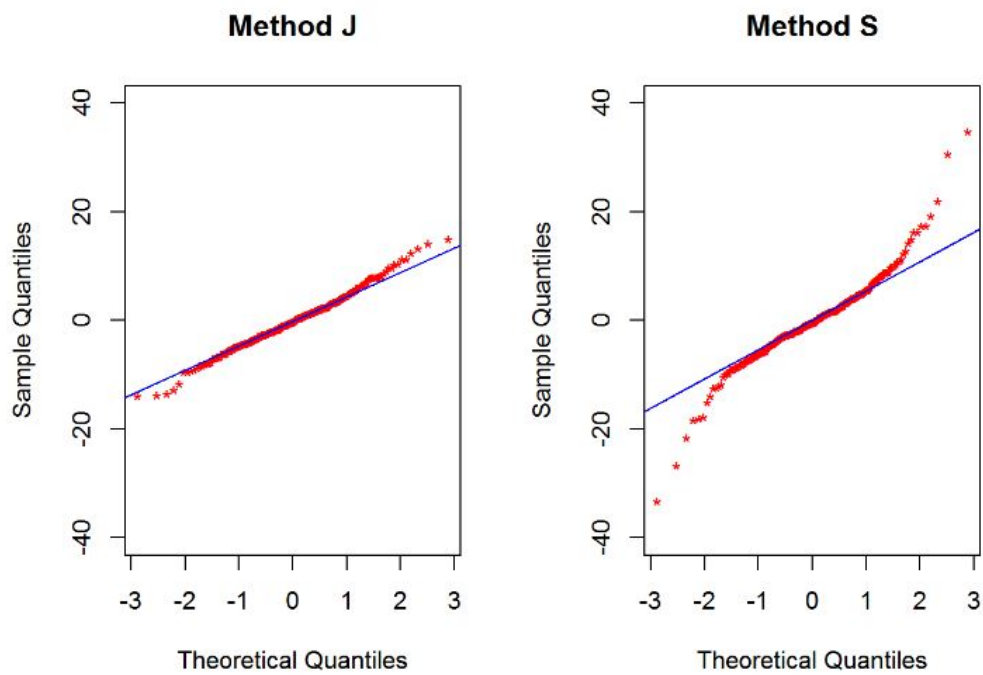 Method J
Method S
40
20
0
-20
-40
Sample Quantiles
-3 -2 -1 0 1 2 3
Theoretical Quantiles
40
20
0
-20
-40
Sample Quantiles
-3 -2 -1 0 1 2 3
Theoretical Quantiles